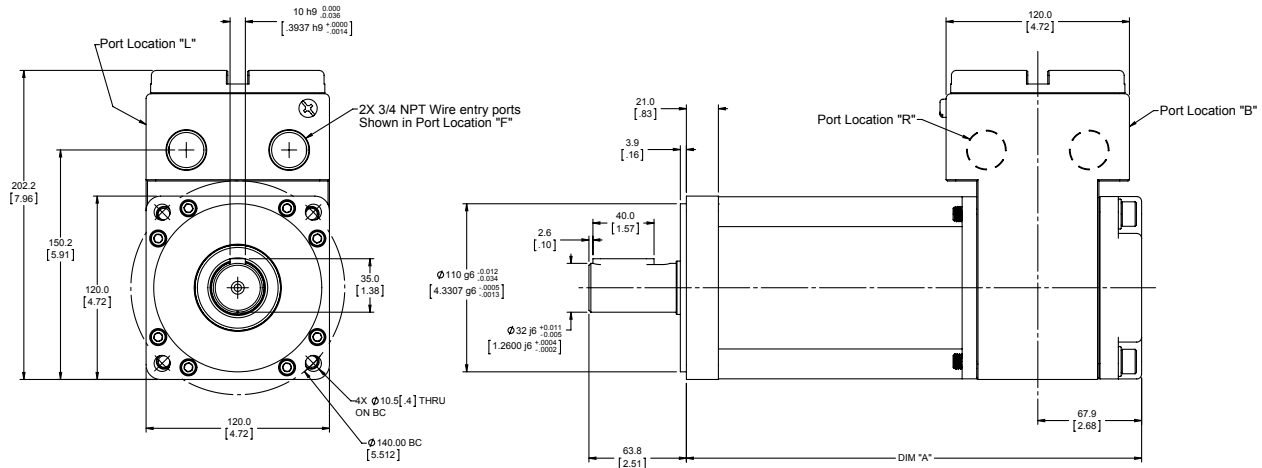 10 h9 0.000 -0.036
[.3937 h9 +.0000 -.0014]
Port Location "L"
2X 3/4 NPT Wire entry ports
Shown in Port Location "F"
202.2
[7.96]
150.2
[5.91]
120.0
[4.72]
35.0
[1.38]
4X Ø10.5[.4] THRU
ON BC
Ø140.00 BC
[5.512]
120.0
[4.72]
120.0
[4.72]
21.0
[.83]
Port Location "R"
Port Location "B"
3.9
[.16]
40.0
[1.57]
2.6
[.10]
Ø110 g6 -0.012 -0.034
[4.3307 g6 -.0005 -.0013]
Ø32 j6 +0.011 -0.005
[1.2600 j6 +.0004 -.0002]
67.9
[2.68]
63.8
[2.51]
DIM "A"